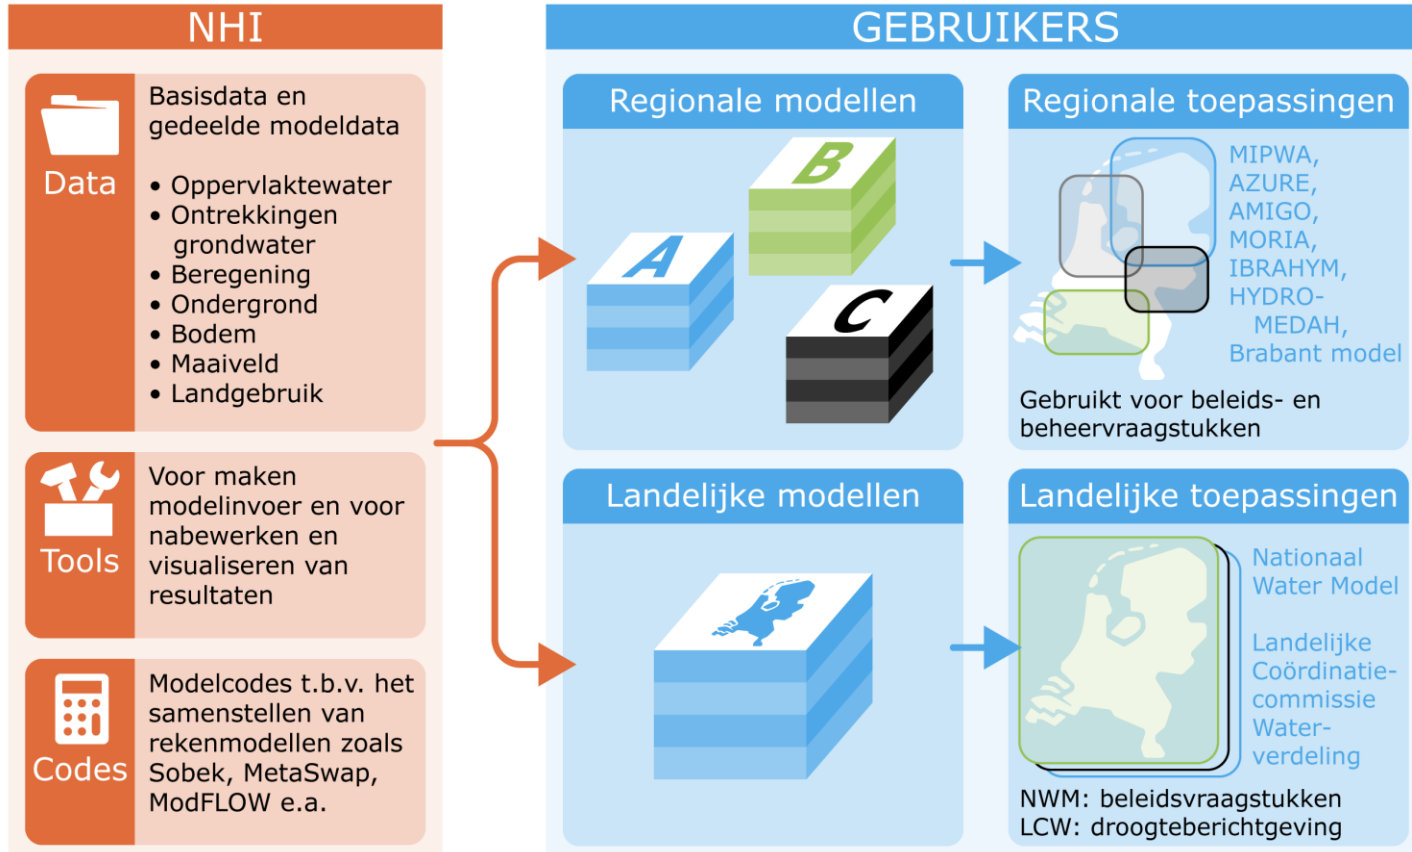 NHI
Data
Basisdata en
gedeelde modeldata
• Oppervlaktewater
• Ontrekkingen
grondwater
• Beregening
• Ondergrond
• Bodem
• Maaiveld
• Landgebruik
Tools
Voor maken
modelinvoer en voor
nabewerken en
visualiseren van
resultaten
Codes
Modelcodes t.b.v. het
samenstellen van
rekenmodellen zoals
Sobek, MetaSwap,
ModFLOW e.a.
GEBRUIKERS
Regionale modellen
A
B
C
Regionale toepassingen
MIPWA,
AZURE,
AMIGO,
MORIA,
IBRAHYM,
HYDRO-
MEDAH,
Brabant model
Gebruikt voor beleids- en
beheervraagstukken
Landelijke modellen
Landelijke toepassingen
Nationaal
Water Model
Landelijke
Coördinatie-
commissie
Water-
verdeling
NWM: beleidsvraagstukken
LCW: droogteberichtgeving